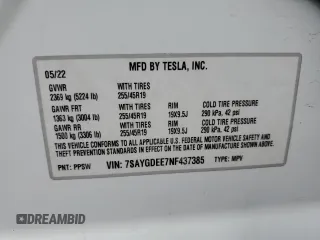 MFD BY TESLA, INC.
05/22
GVWR WITH TIRES
2369 kg (5224 lb) 255/45R19
GAWR FRT WITH TIRES RIM COLD TIRE PRESSURE
1363 kg (3004 lb) 255/45R19 19X9.5J 290 kPa, 42 psi
GAWR RR WITH TIRES RIM COLD TIRE PRESSURE
1500 kg (3306 lb) 255/45R19 19X9.5J 290 kPa, 42 psi
THIS VEHICLE CONFORMS TO ALL APPLICABLE U.S. FEDERAL MOTOR VEHICLE SAFETY AND
THEFT PREVENTION STANDARDS IN EFFECT ON THE DATE OF MANUFACTURE SHOWN ABOVE.
PNT: PPSW VIN: 7SAYGDEE7NF437385 TYPE: MPV
RAWBID